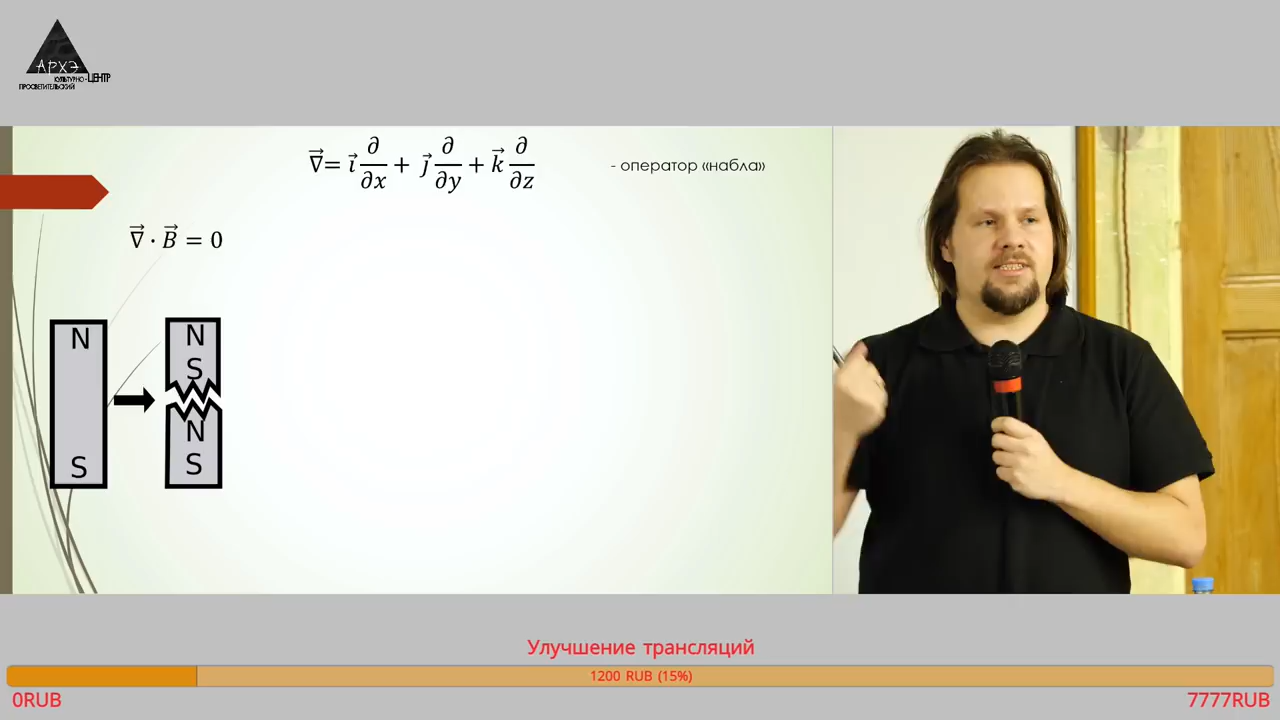 АРХЭ
КУЛЬТУРНО-ЦЕНТР
ПРОСВЕТИТЕЛЬСКИЙ
∇⃗= i⃗ ∂/∂x + j⃗ ∂/∂y + k⃗ ∂/∂z - оператор «набла»
∇⃗ · B⃗ = 0
N
S
N
S
N
S
Улучшение трансляций
1200 RUB (15%)
0RUB
7777RUB